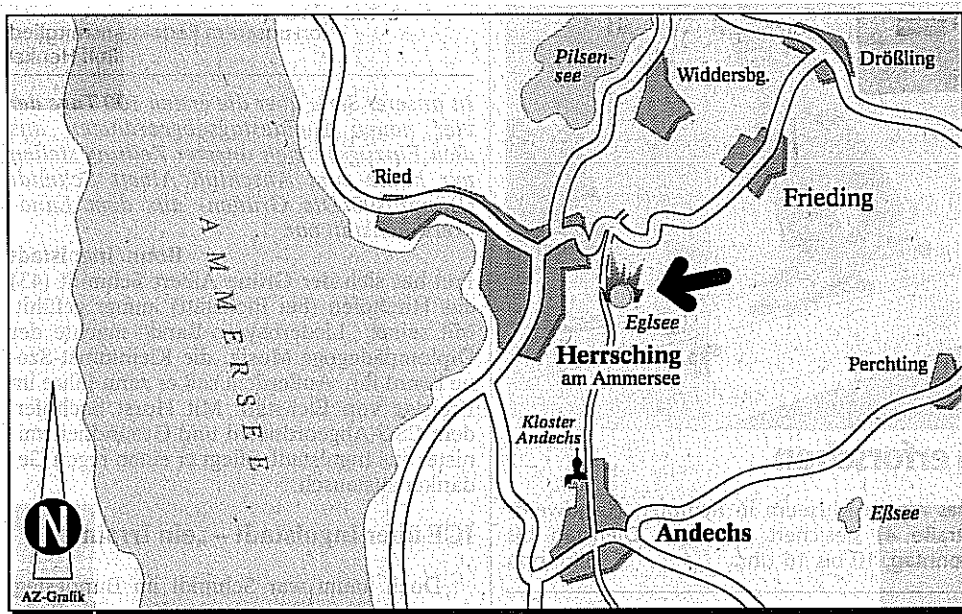 Pilsen-
see
Widdersbg.
Drößling
Ried
Frieding
AMMERSEE
Eglsee
Herrsching
am Ammersee
Perchting
Kloster
Andechs
Eßsee
Andechs
N
AZ-Grafik